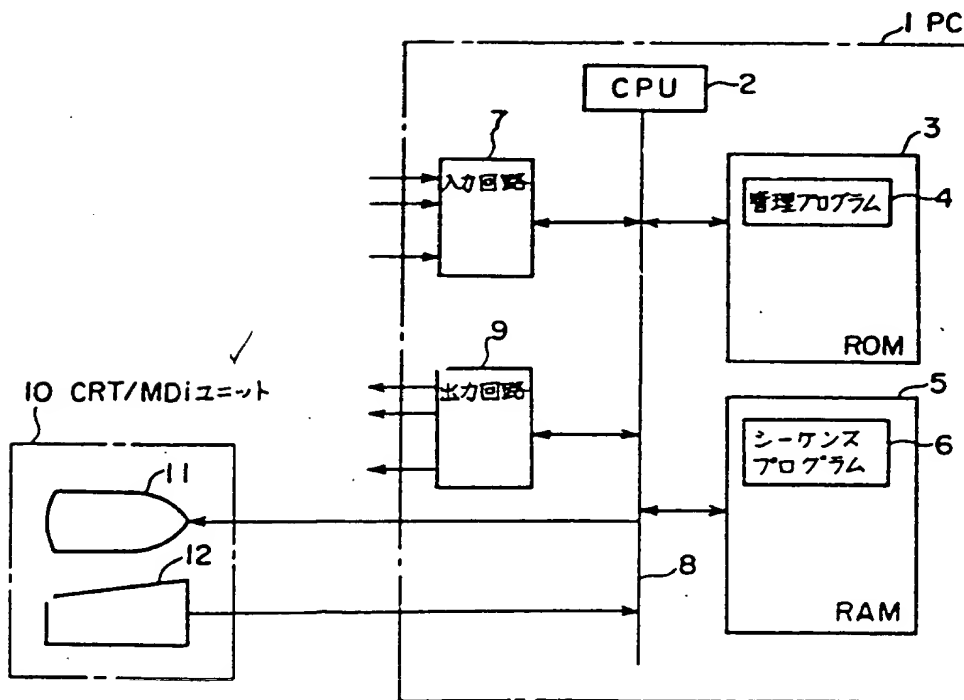 1 PC
CPU
2
7
入力回路
3
管理プログラム
4
ROM
9
出力回路
10 CRT/MDiユニット
5
シーケンス
プログラム
6
11
12
8
RAM